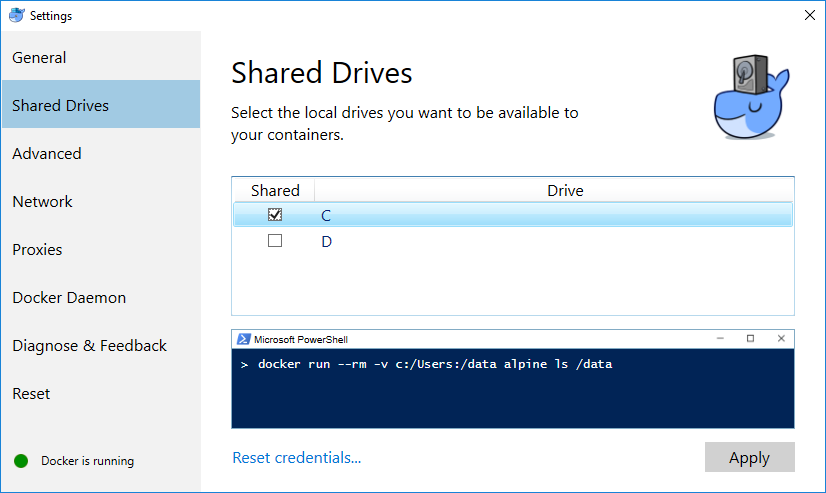 Settings
General
Shared Drives
Advanced
Network
Proxies
Docker Daemon
Diagnose & Feedback
Reset
Docker is running
Shared Drives
Select the local drives you want to be available to
your containers.
Shared Drive
C
D
Microsoft PowerShell
> docker run --rm -v c:/Users:/data alpine ls /data
Reset credentials...
Apply